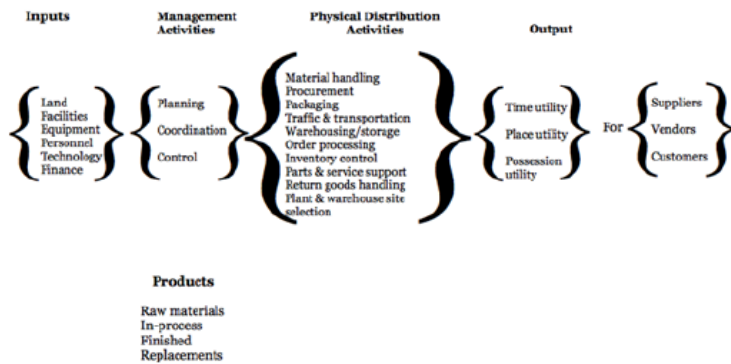 Inputs
Management
Activities
Physical Distribution
Activities
Output
Land
Facilities
Equipment
Personnel
Technology
Finance
Planning
Coordination
Control
Material handling
Procurement
Packaging
Traffic & transportation
Warehousing/storage
Order processing
Inventory control
Parts & service support
Return goods handling
Plant & warehouse site
selection
Time utility
Place utility
Possession
utility
For
Suppliers
Vendors
Customers
Products
Raw materials
In-process
Finished
Replacements